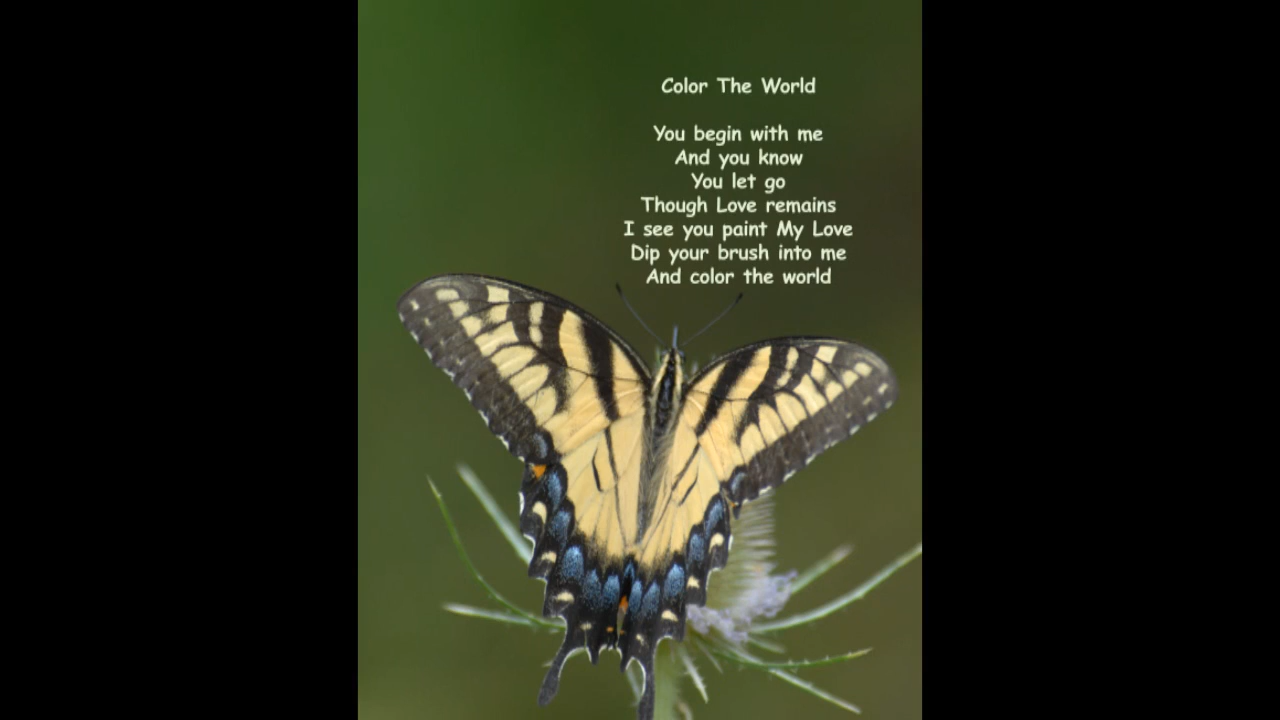 Color The World
You begin with me
And you know
You let go
Though Love remains
I see you paint My Love
Dip your brush into me
And color the world